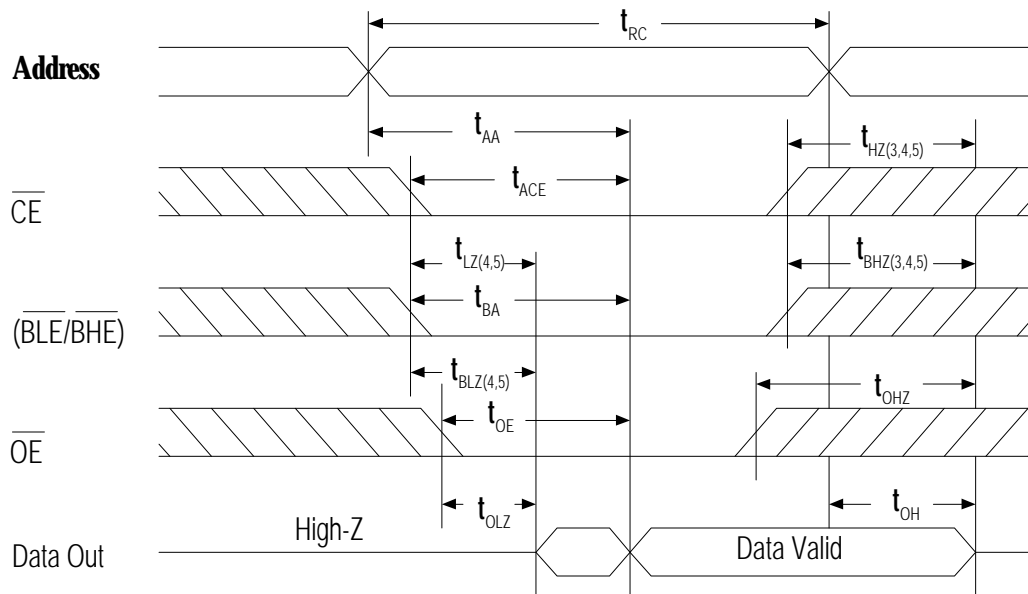 tRC
Address
tAA
tHZ(3,4,5)
CE
tACE
tLZ(4,5)
tBHZ(3,4,5)
tBA
(BLE/BHE)
tBLZ(4,5)
tOHZ
tOE
OE
tOLZ
tOH
High-Z
Data Valid
Data Out